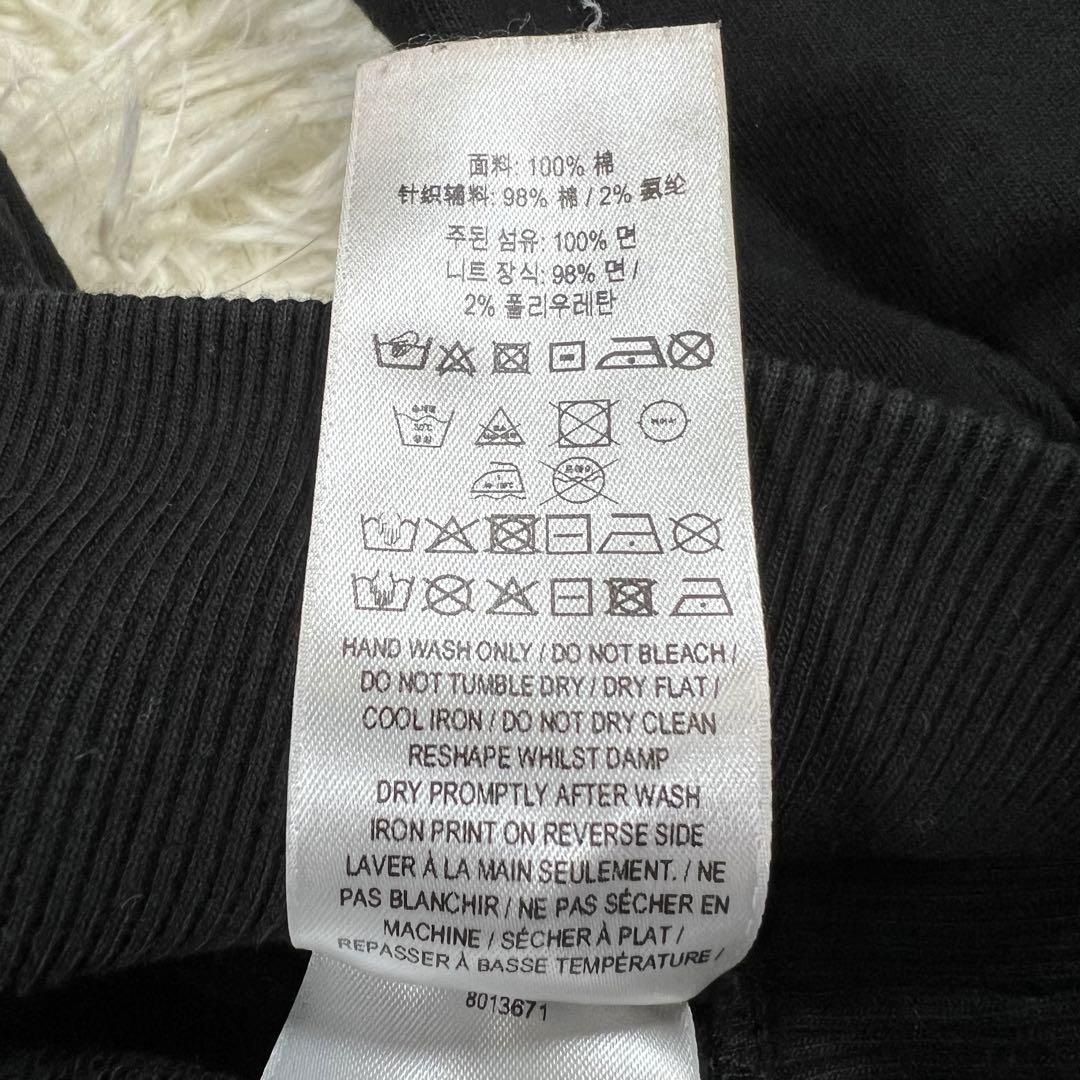 面料: 100% 棉
针织辅料: 98% 棉 / 2% 氨纶
주된 섬유: 100% 면
니트 장식: 98% 면 /
2% 폴리우레탄
HAND WASH ONLY / DO NOT BLEACH /
DO NOT TUMBLE DRY / DRY FLAT /
COOL IRON / DO NOT DRY CLEAN
RESHAPE WHILST DAMP
DRY PROMPTLY AFTER WASH
IRON PRINT ON REVERSE SIDE
LAVER À LA MAIN SEULEMENT. / NE
PAS BLANCHIR / NE PAS SÉCHER EN
MACHINE / SÉCHER À PLAT /
REPASSER À BASSE TEMPÉRATURE /
8013671